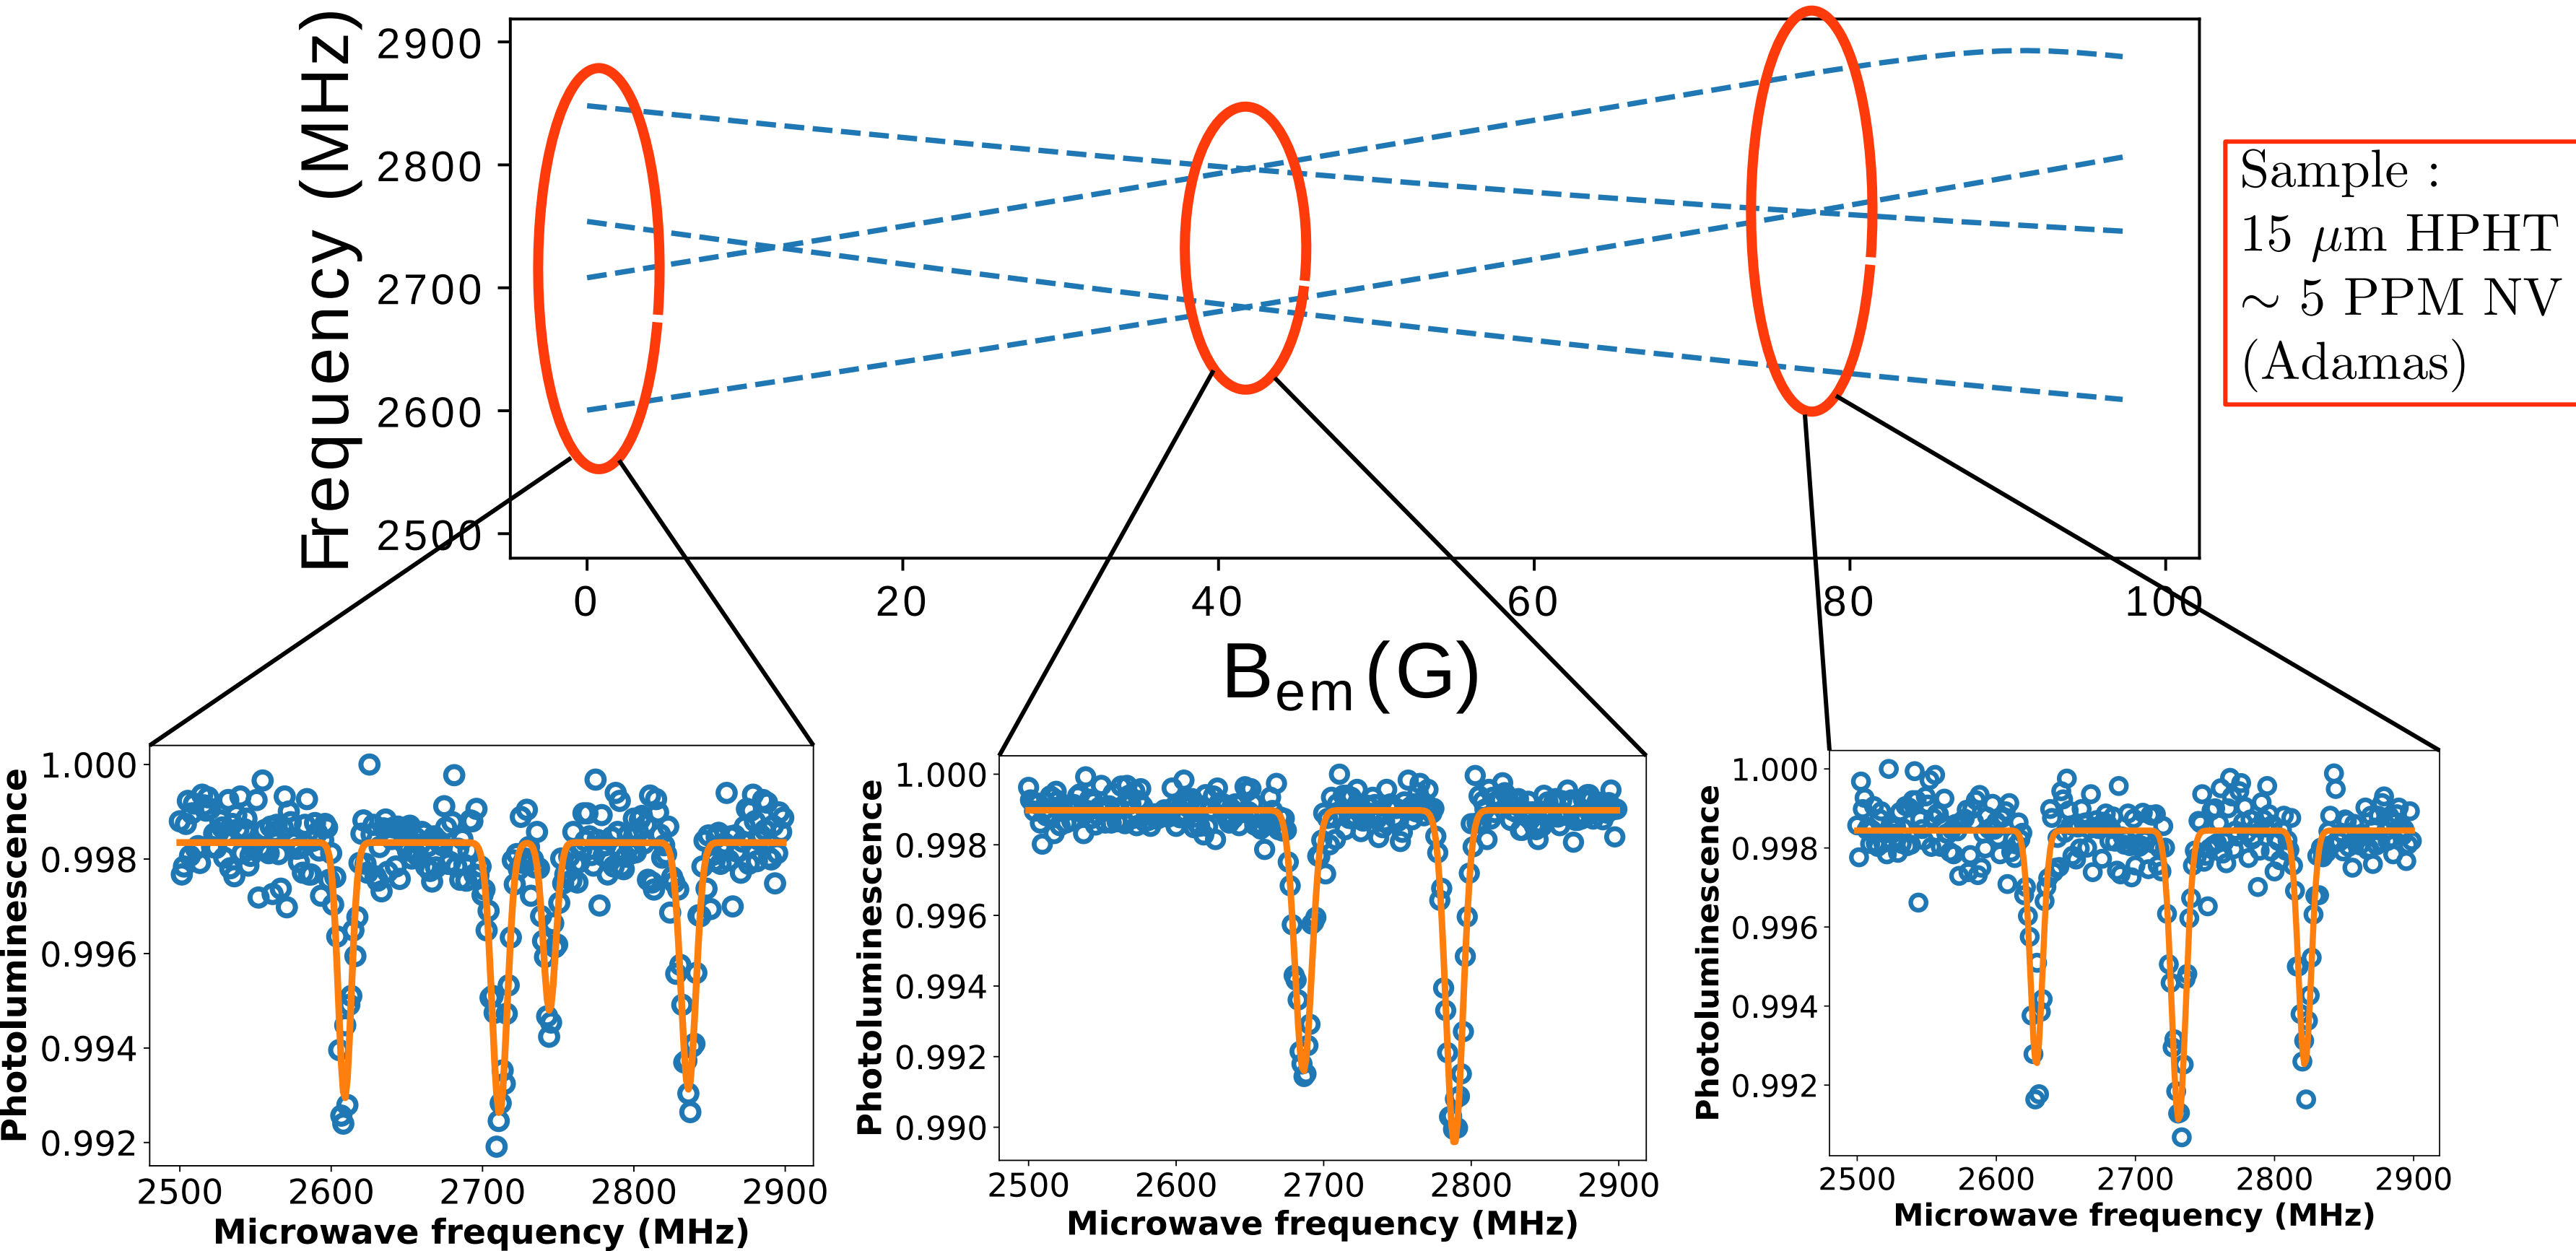 Frequency (MHz)
2900
2800
2700
2600
2500
0 20 40 60 80 100
B_em (G)
Sample :
15 μm HPHT
∼ 5 PPM NV
(Adamas)
Photoluminescence
1.000
0.998
0.996
0.994
0.992
2500 2600 2700 2800 2900
Microwave frequency (MHz)
Photoluminescence
1.000
0.998
0.996
0.994
0.992
0.990
2500 2600 2700 2800 2900
Microwave frequency (MHz)
Photoluminescence
1.000
0.998
0.996
0.994
0.992
2500 2600 2700 2800 2900
Microwave frequency (MHz)